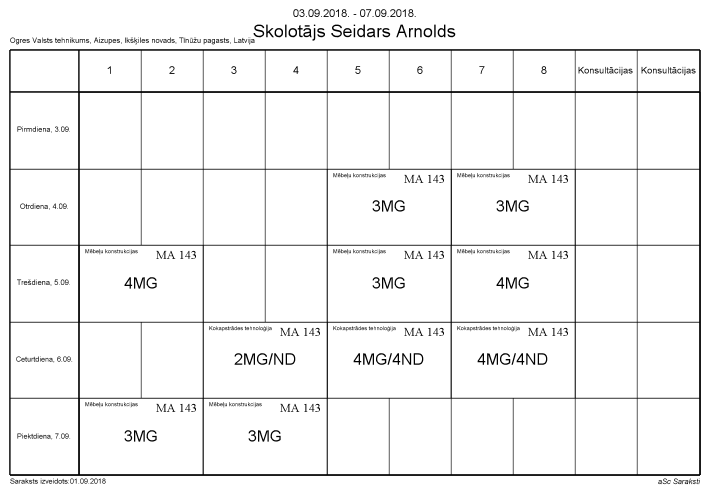 03.09.2018. - 07.09.2018.
Skolotājs Seidars Arnolds
Ogres Valsts tehnikums, Aizupes, Ikšķiles novads, Tīnūžu pagasts, Latvija
1 2 3 4 5 6 7 8 Konsultācijas Konsultācijas
Pirmdiena, 3.09.
Mēbeļu konstrukcijas MA 143 Mēbeļu konstrukcijas MA 143
Otrdiena, 4.09. 3MG 3MG
Mēbeļu konstrukcijas MA 143 Mēbeļu konstrukcijas MA 143 Mēbeļu konstrukcijas MA 143
Trešdiena, 5.09. 4MG 3MG 4MG
Kokapstrādes tehnoloģija MA 143 Kokapstrādes tehnoloģija MA 143 Kokapstrādes tehnoloģija MA 143
Ceturtdiena, 6.09. 2MG/ND 4MG/4ND 4MG/4ND
Mēbeļu konstrukcijas MA 143 Mēbeļu konstrukcijas MA 143
Piektdiena, 7.09. 3MG 3MG
Saraksts izveidots:01.09.2018 aSc Saraksti